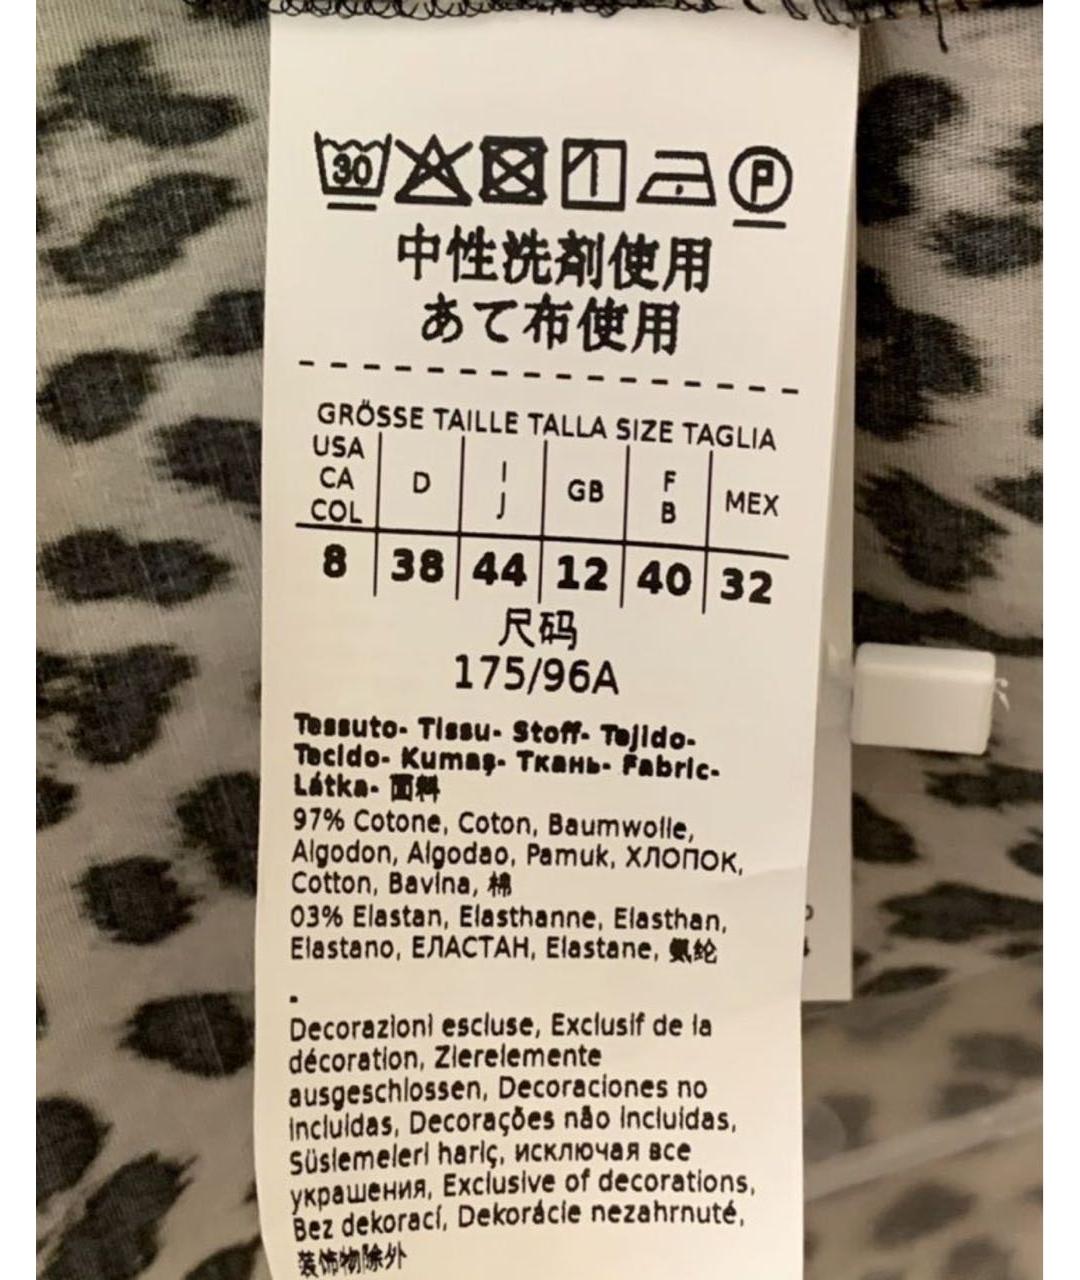 30 P
中性洗剤使用
あて布使用
GRÖSSE TAILLE TALLA SIZE TAGLIA
USA CA COL D I J GB F B MEX
8 38 44 12 40 32
尺码
175/96A
Tessuto- Tissu- Stoff- Tejido-
Tecido- Kumaş- Ткань- Fabric-
Látka- 面料
97% Cotone, Coton, Baumwolle,
Algodon, Algodao, Pamuk, ХЛОПОК,
Cotton, Bavlna, 棉
03% Elastan, Elasthanne, Elasthan,
Elastano, ЕЛАСТАН, Elastane, 氨纶
.
Decorazioni escluse, Exclusif de la
décoration, Zierelemente
ausgeschlossen, Decoraciones no
incluidas, Decorações não incluidas,
Süslemeleri hariç, исключая все
украшения, Exclusive of decorations,
Bez dekorací, Dekorácie nezahrnuté,
装饰物除外